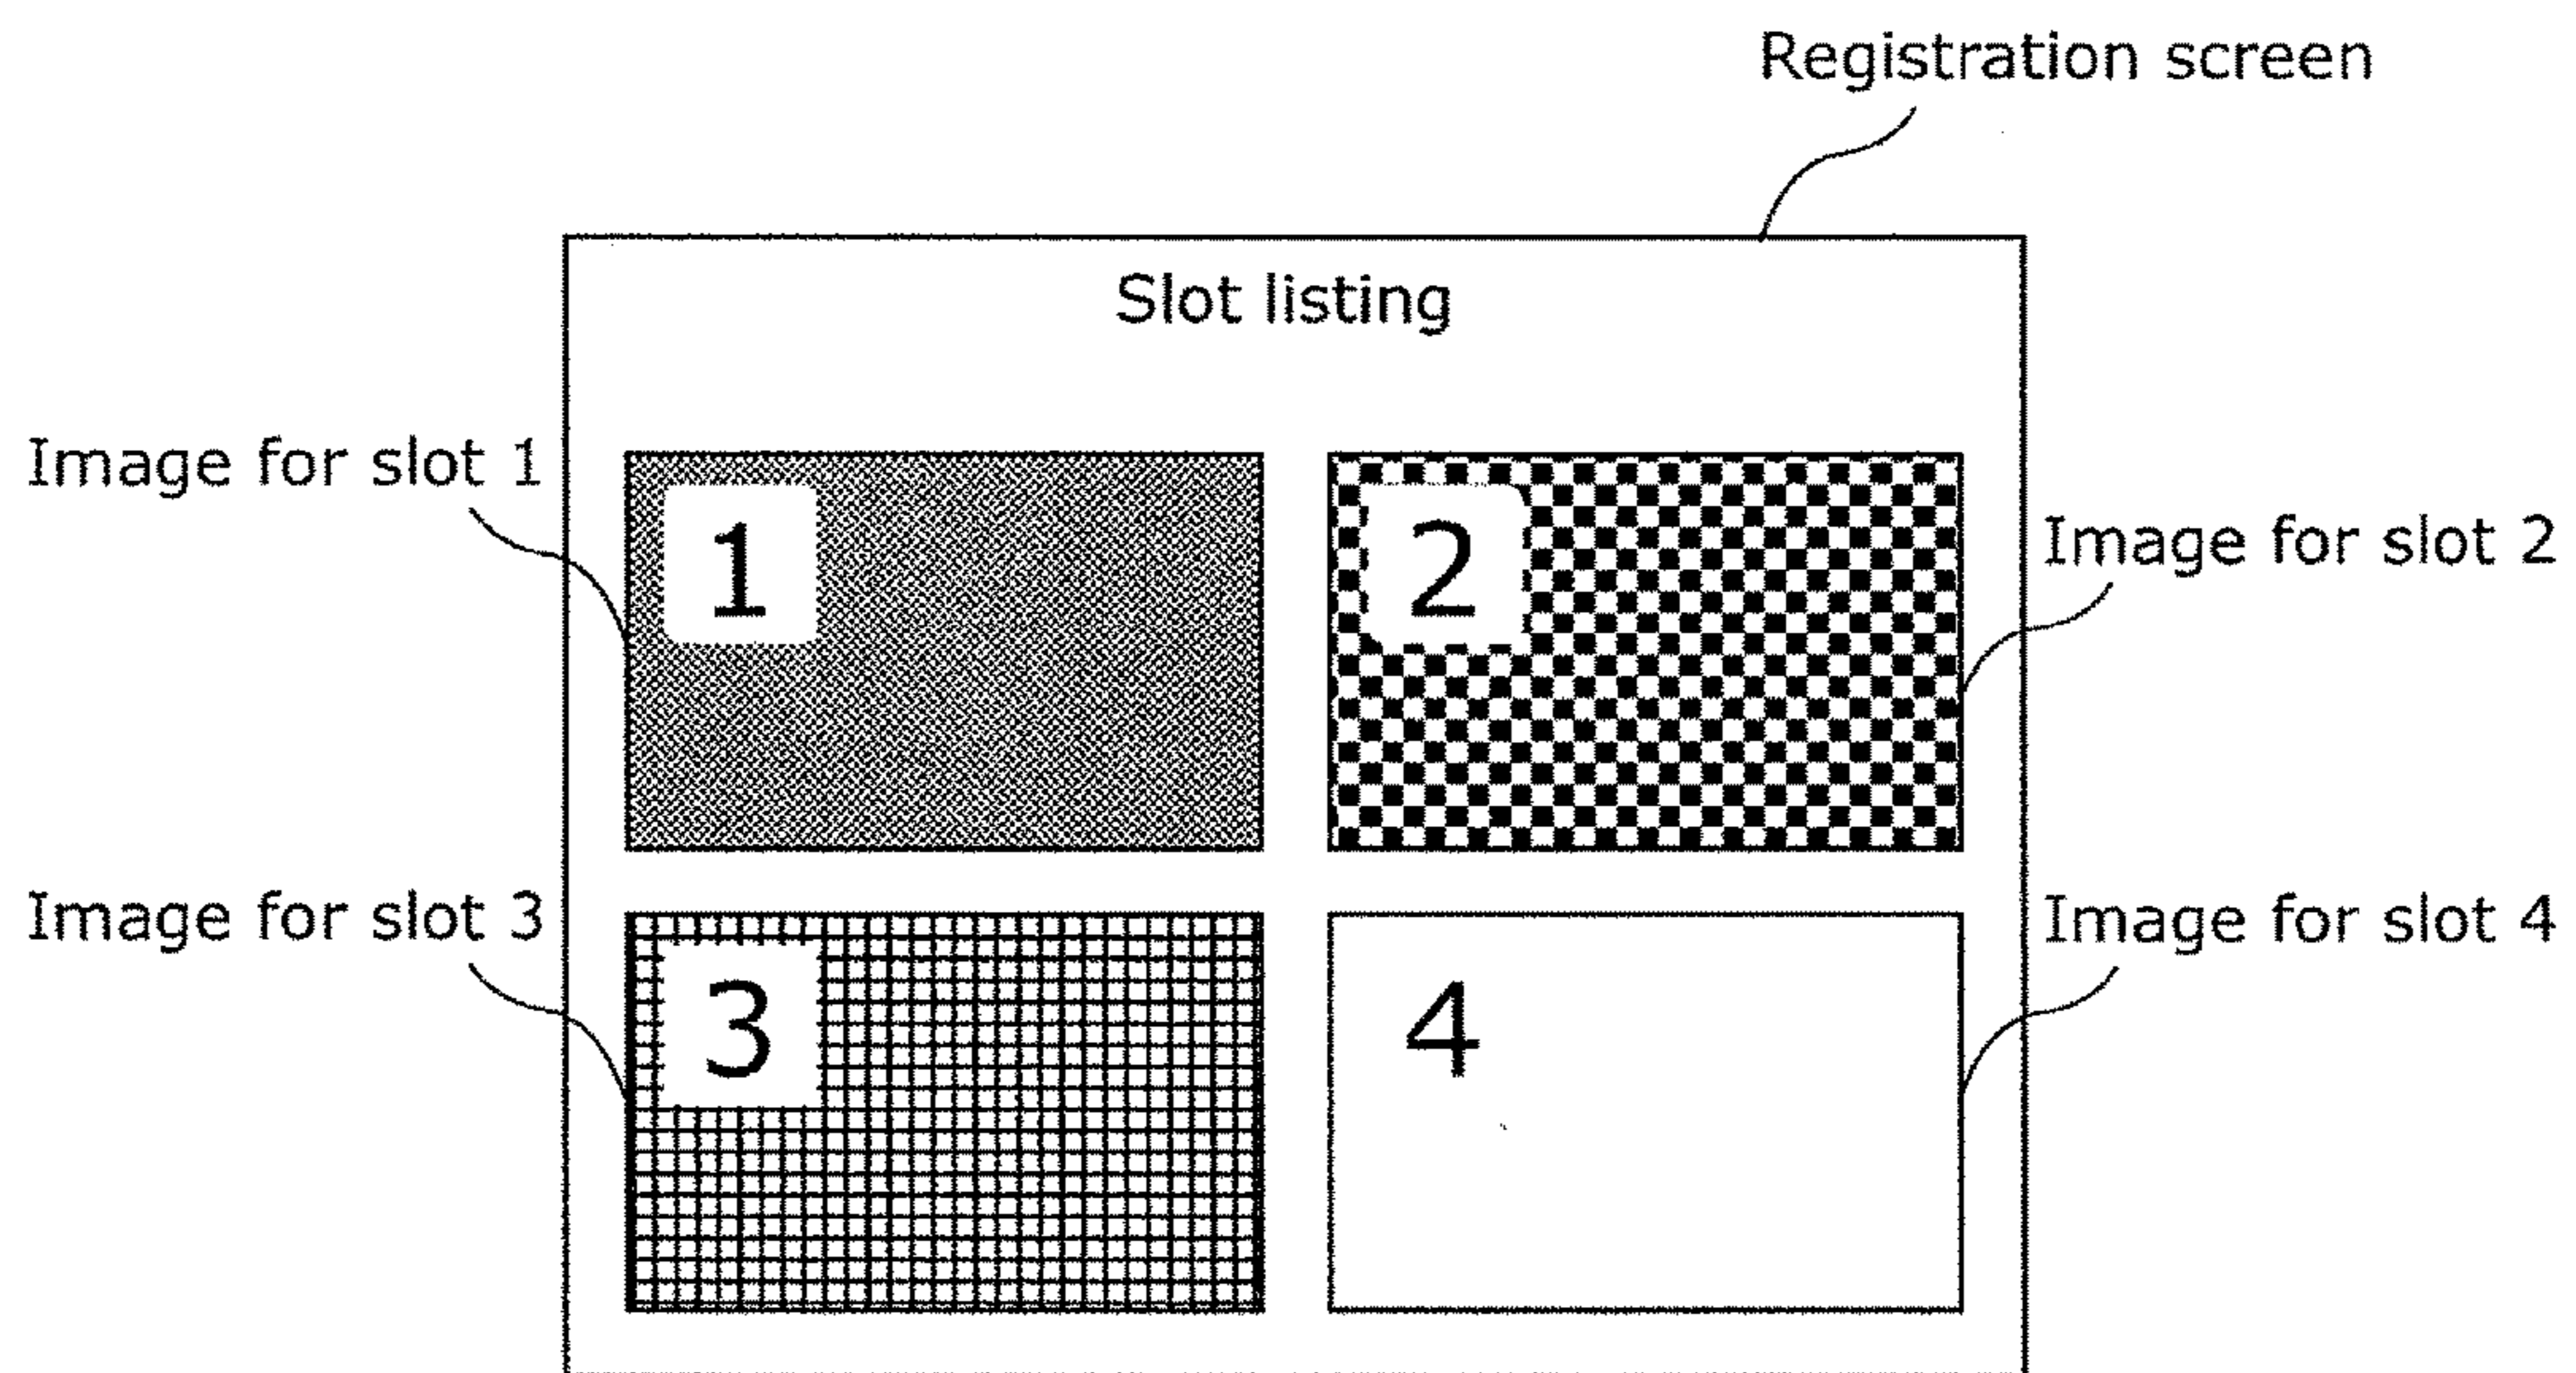 Registration screen
Slot listing
Image for slot 1
1
2
Image for slot 2
Image for slot 3
3
4
Image for slot 4